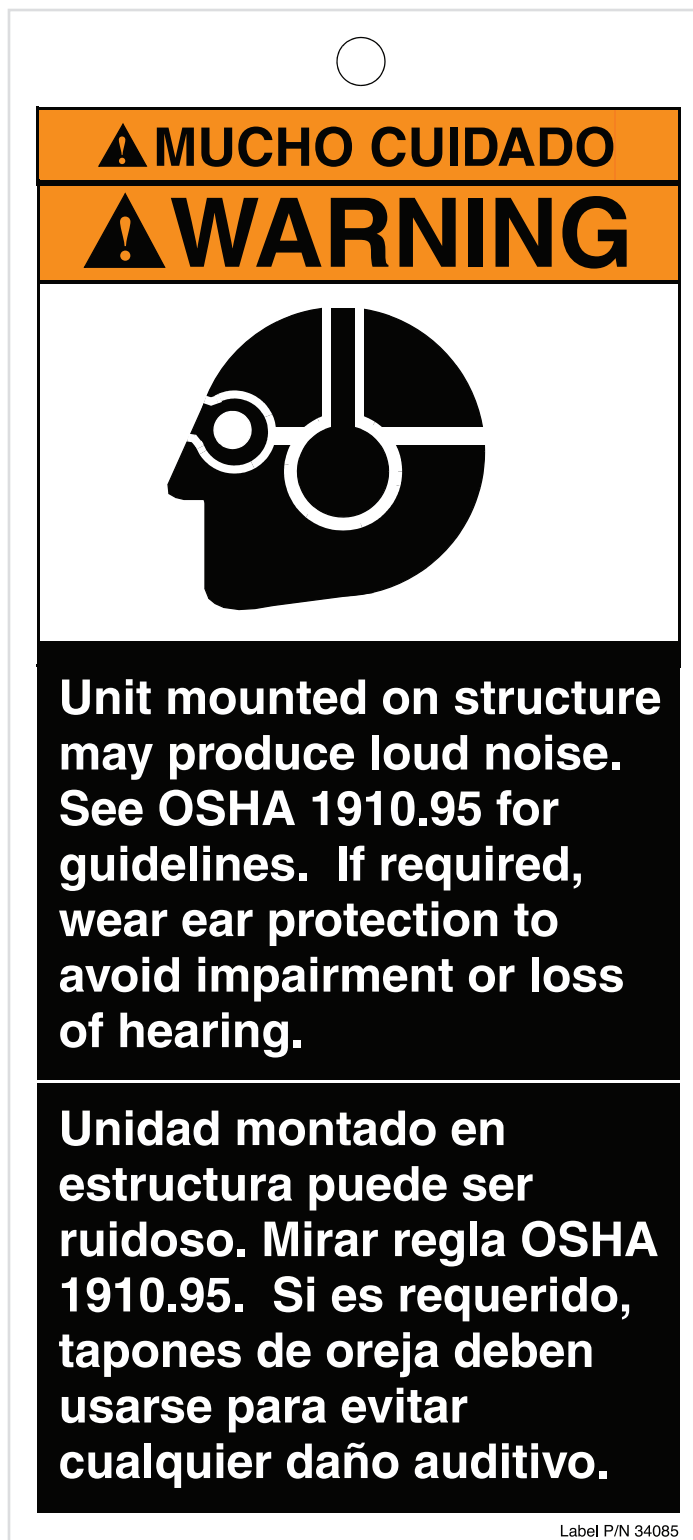 MUCHO CUIDADO
WARNING
Unit mounted on structure
may produce loud noise.
See OSHA 1910.95 for
guidelines.  If required,
wear ear protection to
avoid impairment or loss
of hearing.
Unidad montado en
estructura puede ser
ruidoso. Mirar regla OSHA
1910.95.  Si es requerido,
tapones de oreja deben
usarse para evitar
cualquier daño auditivo.
Label P/N 34085